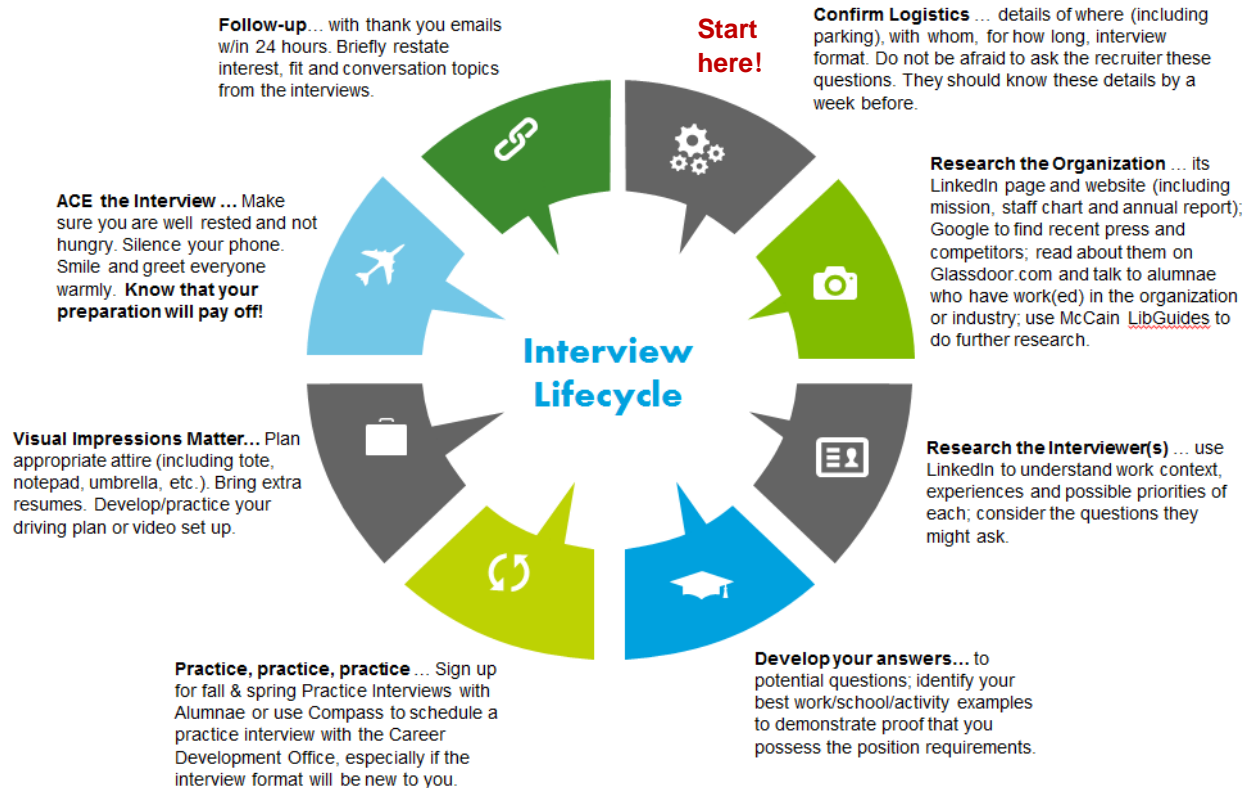 Start
here!
Confirm Logistics … details of where (including
parking), with whom, for how long, interview
format. Do not be afraid to ask the recruiter these
questions. They should know these details by a
week before.
Research the Organization … its
LinkedIn page and website (including
mission, staff chart and annual report);
Google to find recent press and
competitors; read about them on
Glassdoor.com and talk to alumnae
who have work(ed) in the organization
or industry; use McCain LibGuides to
do further research.
Research the Interviewer(s) … use
LinkedIn to understand work context,
experiences and possible priorities of
each; consider the questions they
might ask.
Develop your answers… to
potential questions; identify your
best work/school/activity examples
to demonstrate proof that you
possess the position requirements.
Practice, practice, practice … Sign up
for fall & spring Practice Interviews with
Alumnae or use Compass to schedule a
practice interview with the Career
Development Office, especially if the
interview format will be new to you.
Visual Impressions Matter… Plan
appropriate attire (including tote,
notepad, umbrella, etc.). Bring extra
resumes. Develop/practice your
driving plan or video set up.
ACE the Interview … Make
sure you are well rested and not
hungry. Silence your phone.
Smile and greet everyone
warmly. Know that your
preparation will pay off!
Follow-up… with thank you emails
w/in 24 hours. Briefly restate
interest, fit and conversation topics
from the interviews.
Interview
Lifecycle